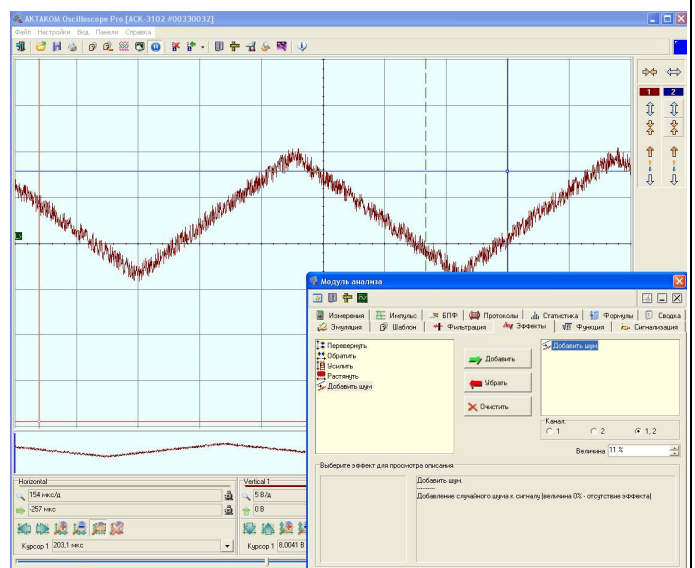 AKTAKOM Oscilloscope Pro [ACK-3102 #00330032]
Файл Настройки Вид Панели Справка
1 2
Модуль анализа
Измерения Импульс БПФ Протоколы Статистика Формулы Сводка
Эмуляция Шаблон Фильтрация Эффекты Функция Сигнализация
Перевернуть
Обратить
Усилить
Растянуть
Добавить шум
Добавить
Убрать
Очистить
Добавить шум
Канал:
1 2 1, 2
Величина 11 %
Выберите эффект для просмотра описания
Добавить шум
---------
Добавление случайного шума к сигналу (величина 0% - отсутствие эффекта)
Horizontal Vertical 1
154 мкс/д 5 В/д
-257 мкс 0 В
Курсор 1 203,1 мкс Курсор 1 8,0041 В